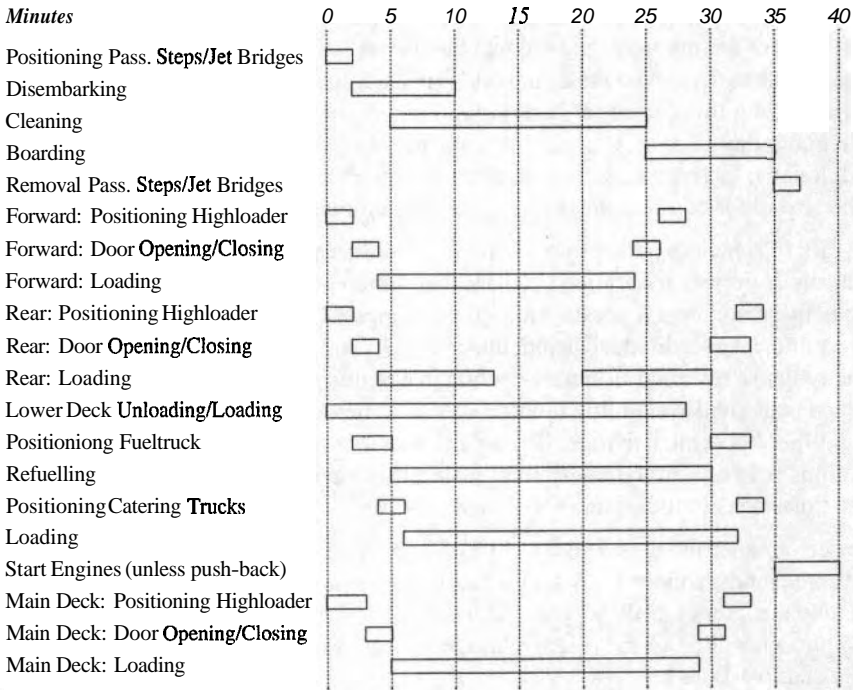 Minutes 0 5 10 15 20 25 30 35 40
Positioning Pass. Steps/Jet Bridges
Disembarking
Cleaning
Boarding
Removal Pass. Steps/Jet Bridges
Forward: Positioning Highloader
Forward: Door Opening/Closing
Forward: Loading
Rear: Positioning Highloader
Rear: Door Opening/Closing
Rear: Loading
Lower Deck Unloading/Loading
Positioniong Fueltruck
Refuelling
Positioning Catering Trucks
Loading
Start Engines (unless push-back)
Main Deck: Positioning Highloader
Main Deck: Door Opening/Closing
Main Deck: Loading